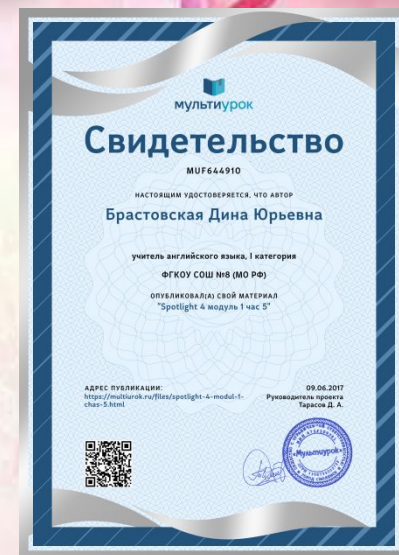 мультиурок
Свидетельство
MUF644910
НАСТОЯЩИМ УДОСТОВЕРЯЕТСЯ, ЧТО АВТОР
Брастовская Дина Юрьевна
учитель английского языка, I категория
ФГКОУ СОШ №8 (МО РФ)
ОПУБЛИКОВАЛ(А) СВОЙ МАТЕРИАЛ
"Spotlight 4 модуль 1 час 5"
АДРЕС ПУБЛИКАЦИИ:
https://multiurok.ru/files/spotlight-4-modul-1-
chas-5.html
09.06.2017
Руководитель проекта
Тарасов Д. А.
«Мультиурок»